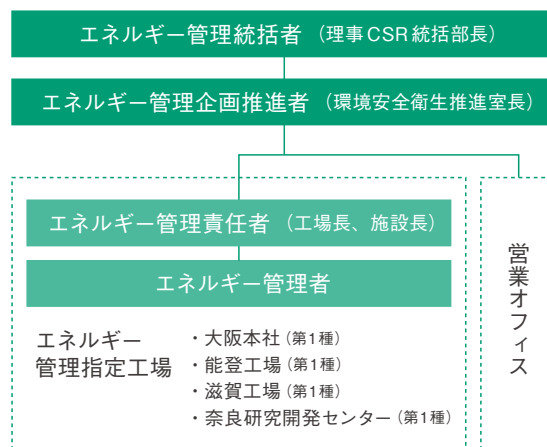 エネルギー管理統括者 （理事CSR統括部長）
エネルギー管理企画推進者 （環境安全衛生推進室長）
エネルギー管理責任者 （工場長、施設長）
エネルギー管理者
エネルギー
管理指定工場
・大阪本社（第1種）
・能登工場（第1種）
・滋賀工場（第1種）
・奈良研究開発センター（第1種）
営業オフィス